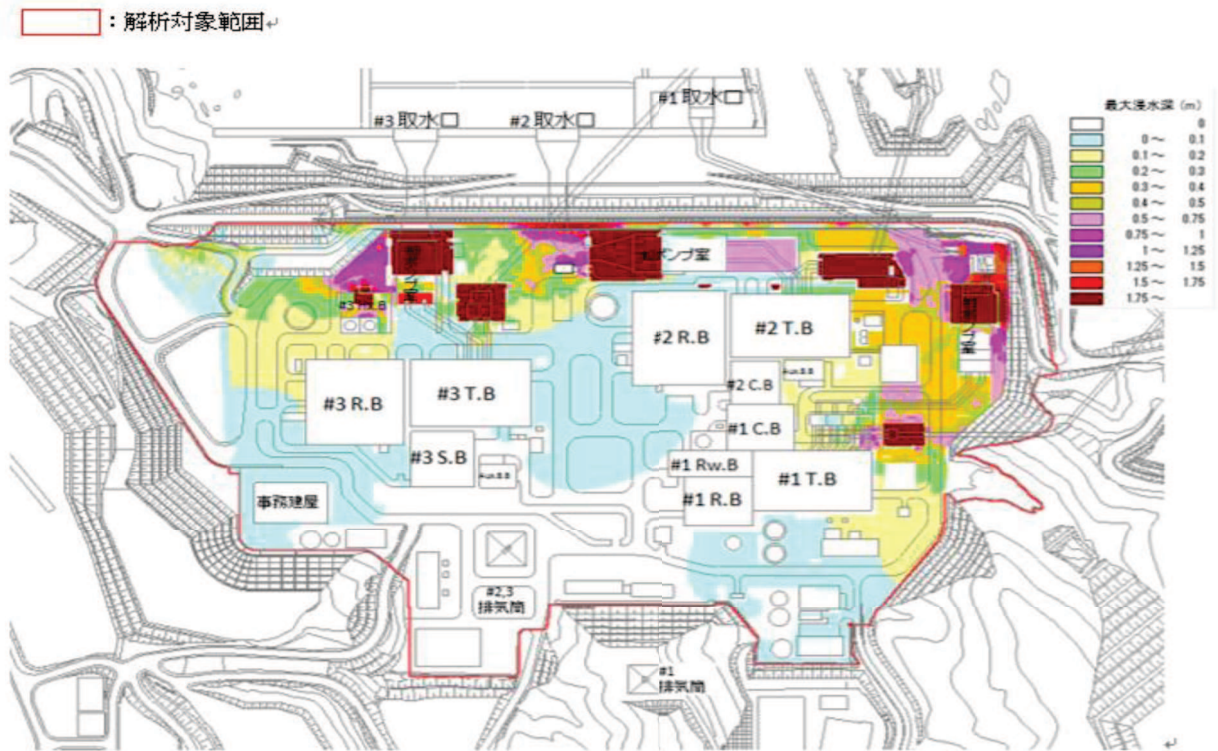 ：解析対象範囲
#1 取水口
#3 取水口
#2 取水口
最大浸水深 (m)
0
0～ 0.1
0.1～ 0.2
0.2～ 0.3
0.3～ 0.4
0.4～ 0.5
0.5～ 0.75
0.75～ 1
1～ 1.25
1.25～ 1.5
1.5～ 1.75
1.75～
ポンプ室
#2 R.B
#2 T.B
#3 R.B
#3 T.B
#2 C.B
#1 C.B
#3 S.B
#1 Rw.B
#1 T.B
#1 R.B
事務建屋
#2,3
排気筒
#1
排気筒